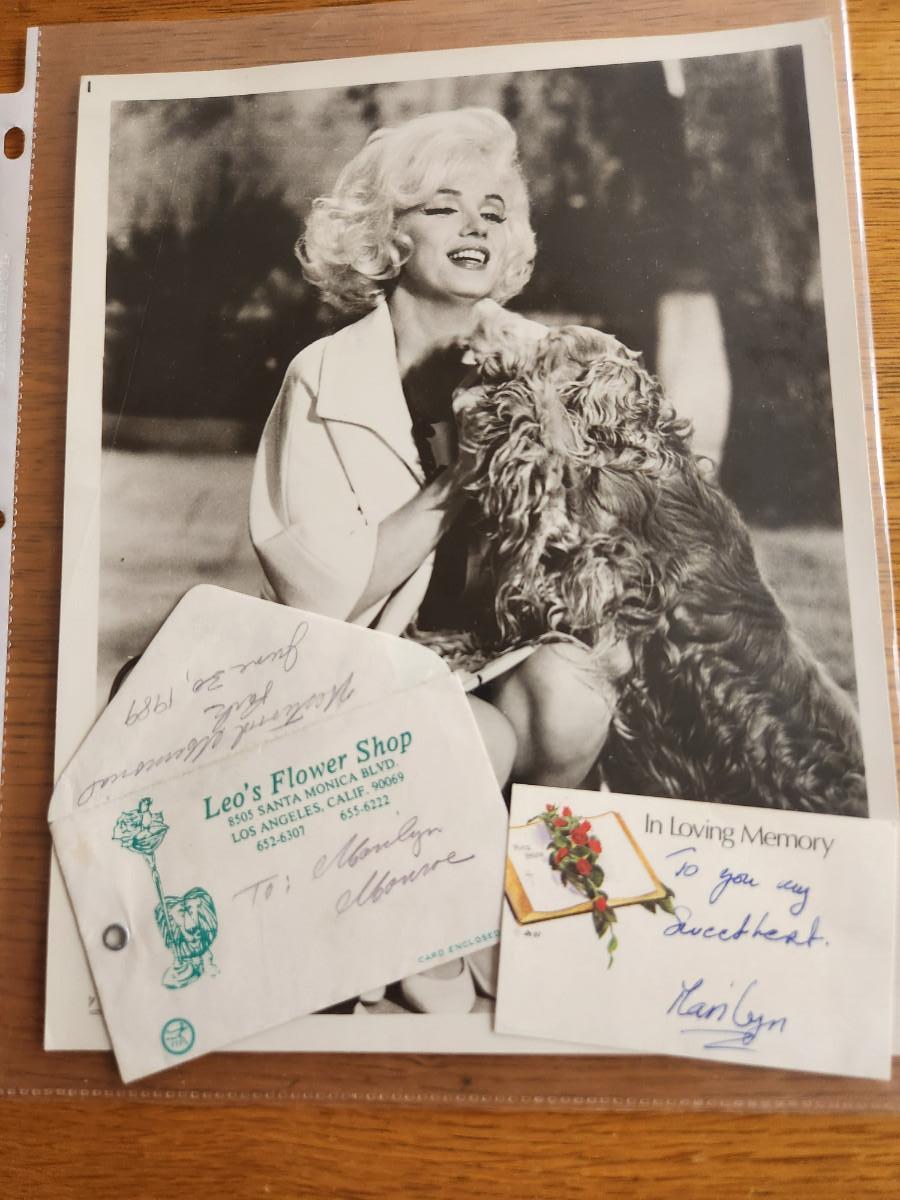 June 30, 1989
Westwood Memorial
Park
Leo's Flower Shop
8505 SANTA MONICA BLVD.
LOS ANGELES, CALIF. 90069
652-6307 655-6222
To: Marilyn
Monroe
CARD ENCLOSED
In Loving Memory
To you my
Sweetheart.
Marilyn